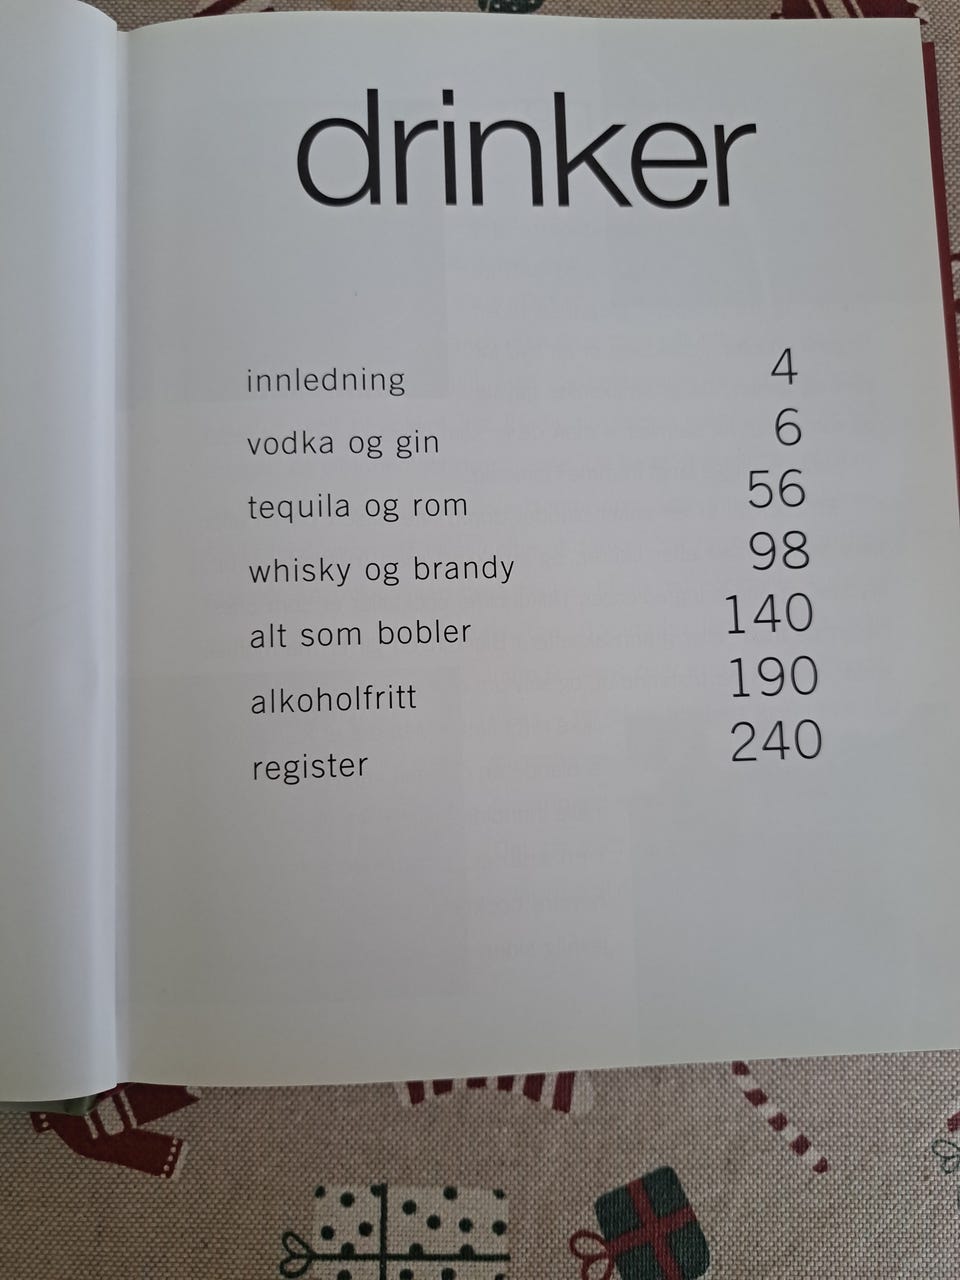 drinker
innledning 4
vodka og gin 6
tequila og rom 56
whisky og brandy 98
alt som bobler 140
alkoholfritt 190
register 240